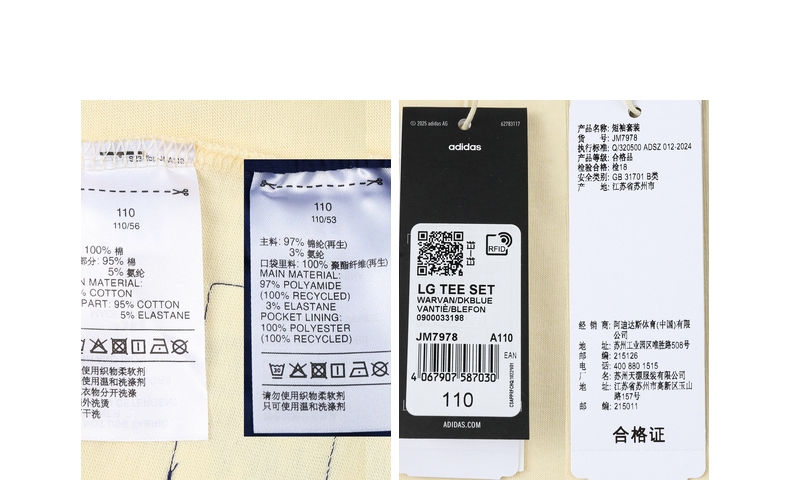 110
110/56
100% 棉
部分: 95% 棉
5% 氨纶
N MATERIAL:
% COTTON
PART: 95% COTTON
5% ELASTANE
使用织物柔软剂
使用温和洗涤剂
衣物分开洗涤
外洗烫
干洗
110
110/53
主料: 97% 锦纶(再生)
3% 氨纶
口袋里料: 100% 聚酯纤维(再生)
MAIN MATERIAL:
97% POLYAMIDE
(100% RECYCLED)
3% ELASTANE
POCKET LINING:
100% POLYESTER
(100% RECYCLED)
请勿使用织物柔软剂
只可使用温和洗涤剂
© 2025 adidas AG 62783117
adidas
RFID
LG TEE SET
WARVAN/DKBLUE
VANTIÈ/BLEFON
0900033198
JM7978 A110
EAN
4 067907 587030
110
ADIDAS.COM
产品名称: 短袖套装
货 号: JM7978
执行标准: Q/320500 ADSZ 012-2024
产品等级: 合格品
检验合格: 检18
安全类别: GB 31701 B类
产 地: 江苏省苏州市
经 销 商: 阿迪达斯体育(中国)有限
公司
地 址: 苏州工业园区唯胜路508号
邮 编: 215126
电 话: 400 880 1515
厂 名: 苏州天源服装有限公司
地 址: 江苏省苏州市高新区玉山
路157号
邮 编: 215011
合格证